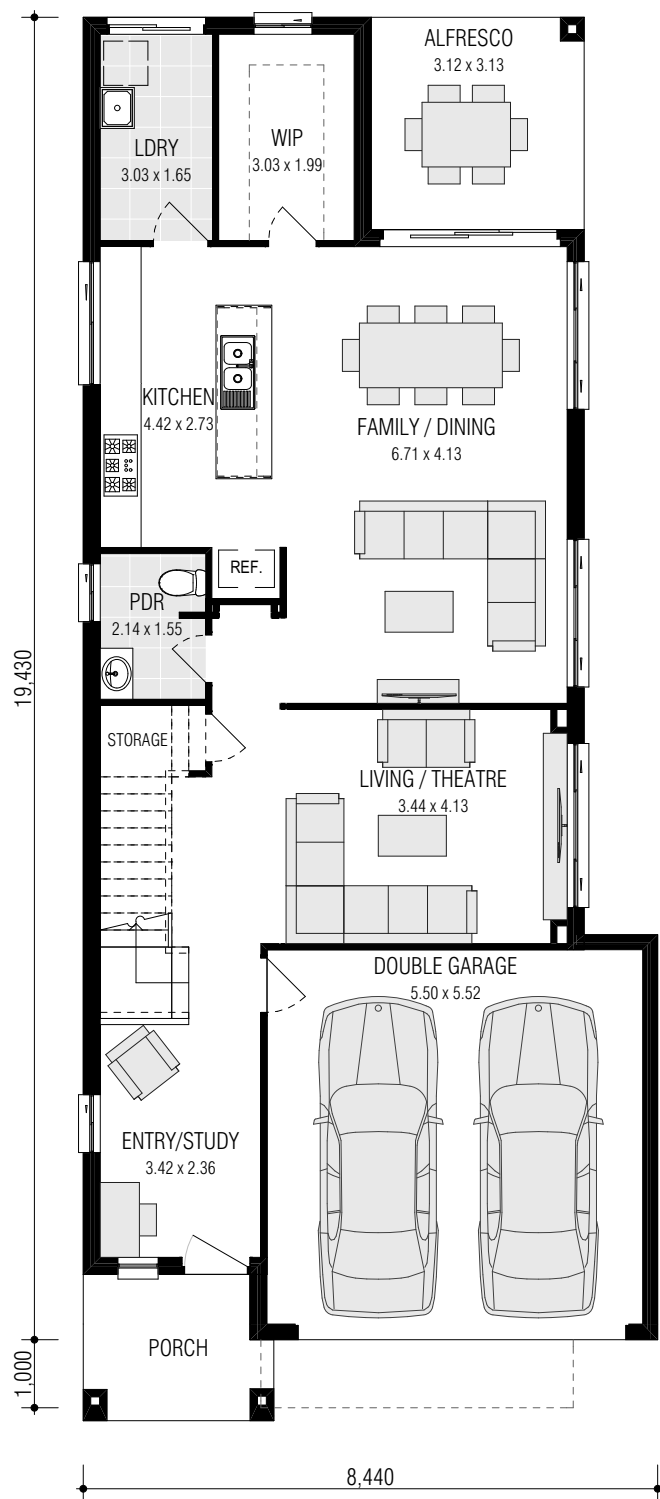 ALFRESCO
3.12 x 3.13
LDRY
3.03 x 1.65
WIP
3.03 x 1.99
KITCHEN
4.42 x 2.73
FAMILY / DINING
6.71 x 4.13
REF.
PDR
2.14 x 1.55
19,430
STORAGE
LIVING / THEATRE
3.44 x 4.13
DOUBLE GARAGE
5.50 x 5.52
ENTRY/STUDY
3.42 x 2.36
PORCH
1,000
8,440